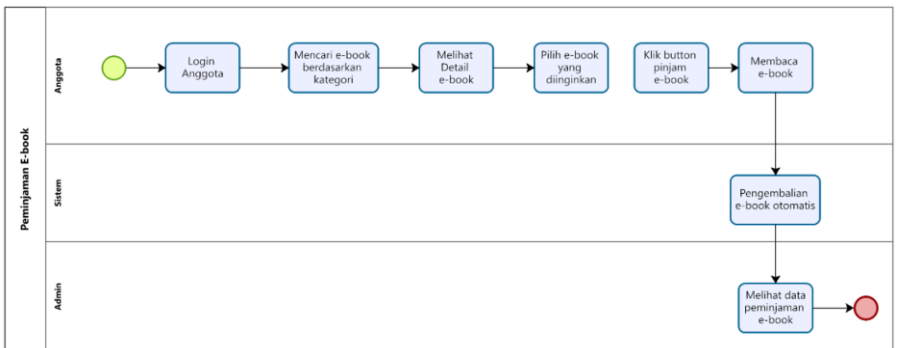 Peminjaman E-book
Anggota
Login
Anggota
Mencari e-book
berdasarkan
kategori
Melihat
Detail
e-book
Pilih e-book
yang
diinginkan
Klik button
pinjam
e-book
Membaca
e-book
Sistem
Pengembalian
e-book otomatis
Admin
Melihat data
peminjaman
e-book